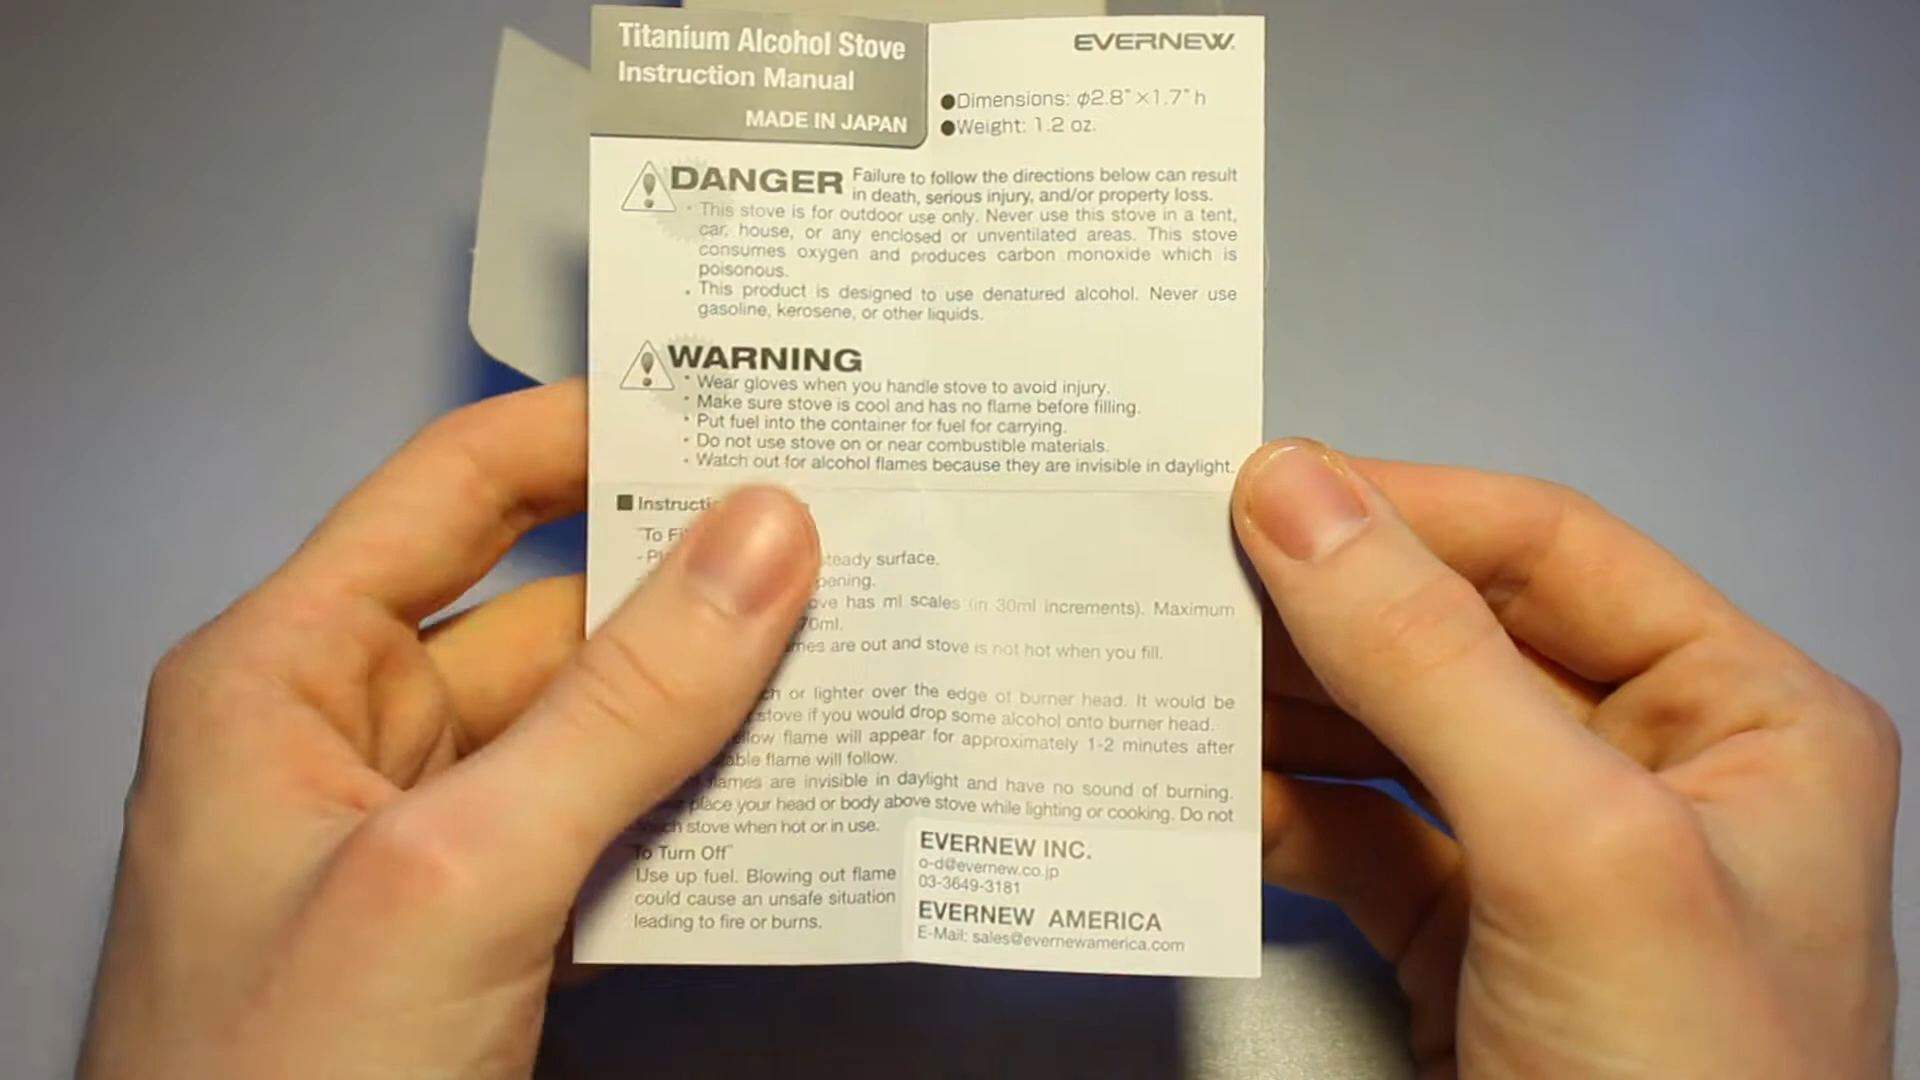 Titanium Alcohol Stove
Instruction Manual
MADE IN JAPAN
EVERNEW.
●Dimensions: φ2.8"×1.7"h
●Weight: 1.2 oz.
DANGER Failure to follow the directions below can result
in death, serious injury, and/or property loss.
• This stove is for outdoor use only. Never use this stove in a tent,
car, house, or any enclosed or unventilated areas. This stove
consumes oxygen and produces carbon monoxide which is
poisonous.
• This product is designed to use denatured alcohol. Never use
gasoline, kerosene, or other liquids.
WARNING
• Wear gloves when you handle stove to avoid injury.
• Make sure stove is cool and has no flame before filling.
• Put fuel into the container for fuel for carrying.
• Do not use stove on or near combustible materials.
• Watch out for alcohol flames because they are invisible in daylight.
■ Instructi
To Fi
- Pl steady surface.
pening.
ove has ml scales (in 30ml increments). Maximum
70ml.
mes are out and stove is not hot when you fill.
or lighter over the edge of burner head. It would be
stove if you would drop some alcohol onto burner head.
flame will appear for approximately 1-2 minutes after
able flame will follow.
flames are invisible in daylight and have no sound of burning.
place your head or body above stove while lighting or cooking. Do not
stove when hot or in use.
To Turn Off"
Use up fuel. Blowing out flame
could cause an unsafe situation
leading to fire or burns.
EVERNEW INC.
o-d@evernew.co.jp
03-3649-3181
EVERNEW AMERICA
E-Mail: sales@evernewamerica.com